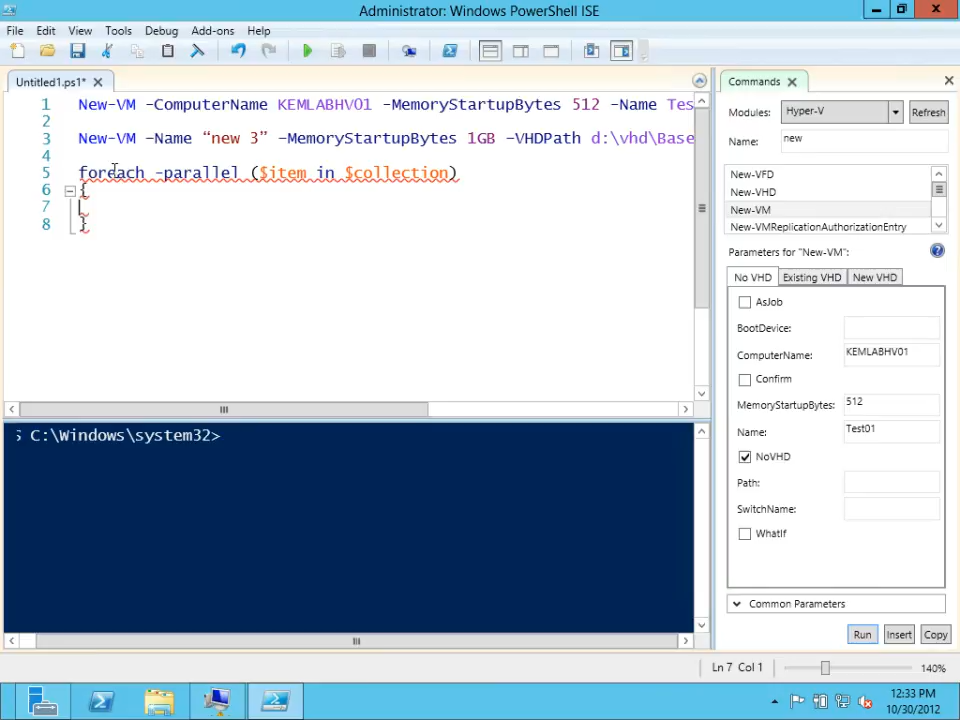 Administrator: Windows PowerShell ISE
File Edit View Tools Debug Add-ons Help
Untitled1.ps1*
1 New-VM -ComputerName KEMLABHV01 -MemoryStartupBytes 512 -Name Tes
2
3 New-VM -Name “new 3” -MemoryStartupBytes 1GB -VHDPath d:\vhd\Base
4
5 foreach -parallel ($item in $collection)
6 {
7
8 }
S C:\Windows\system32>
Commands
Modules: Hyper-V Refresh
Name: new
New-VFD
New-VHD
New-VM
New-VMReplicationAuthorizationEntry
Parameters for "New-VM":
No VHD Existing VHD New VHD
AsJob
BootDevice:
ComputerName: KEMLABHV01
Confirm
MemoryStartupBytes: 512
Name: Test01
NoVHD
Path:
SwitchName:
WhatIf
Common Parameters
Run Insert Copy
Ln 7 Col 1 140%
12:33 PM
10/30/2012